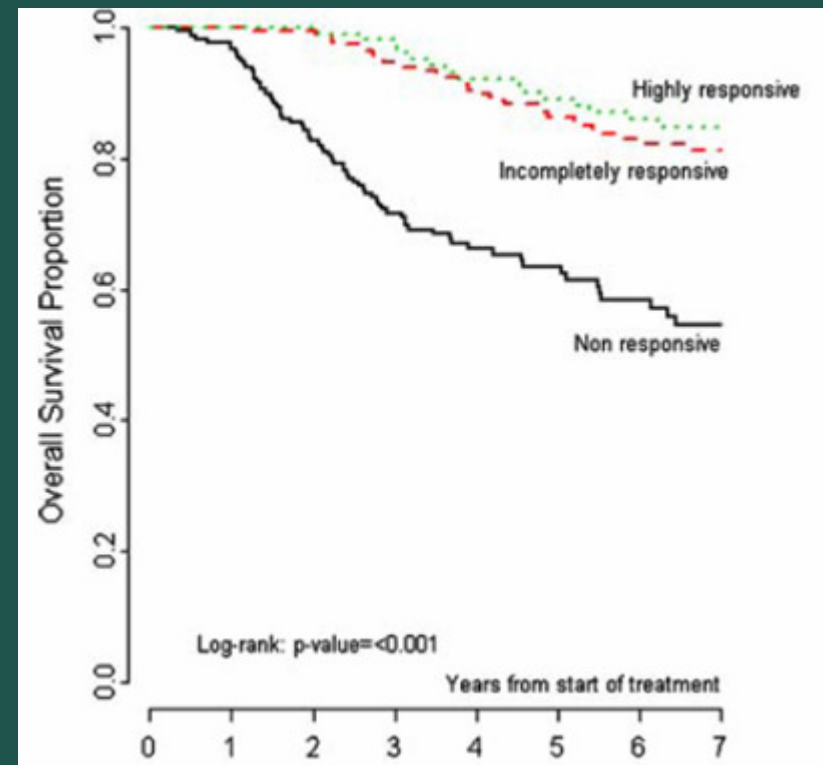 Overall Survival Proportion
1.0
0.8
0.6
0.4
0.2
0.0
Highly responsive
Incompletely responsive
Non responsive
Log-rank: p-value=<0.001
Years from start of treatment
0 1 2 3 4 5 6 7